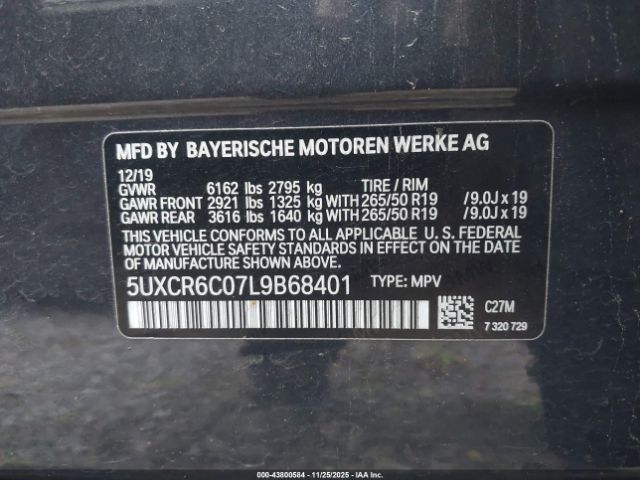 MFD BY BAYERISCHE MOTOREN WERKE AG
12/19
GVWR 6162 lbs 2795 kg TIRE / RIM
GAWR FRONT 2921 lbs 1325 kg WITH 265/50 R19 /9.0J x 19
GAWR REAR 3616 lbs 1640 kg WITH 265/50 R19 /9.0J x 19
THIS VEHICLE CONFORMS TO ALL APPLICABLE U. S. FEDERAL
MOTOR VEHICLE SAFETY STANDARDS IN EFFECT ON THE DATE
OF MANUFACTURE SHOWN ABOVE.
5UXCR6C07L9B68401 TYPE: MPV
C27M
7 320 729
000-43800584 - 11/25/2025 - IAA Inc.